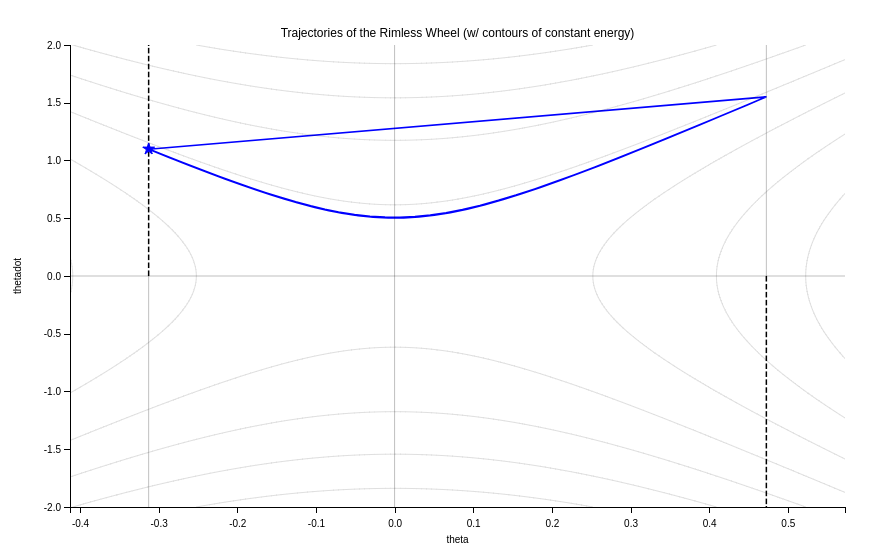 Trajectories of the Rimless Wheel (w/ contours of constant energy)
2.0
1.5
1.0
0.5
0.0
-0.5
-1.0
-1.5
-2.0
thetadot
-0.4 -0.3 -0.2 -0.1 0.0 0.1 0.2 0.3 0.4 0.5
theta